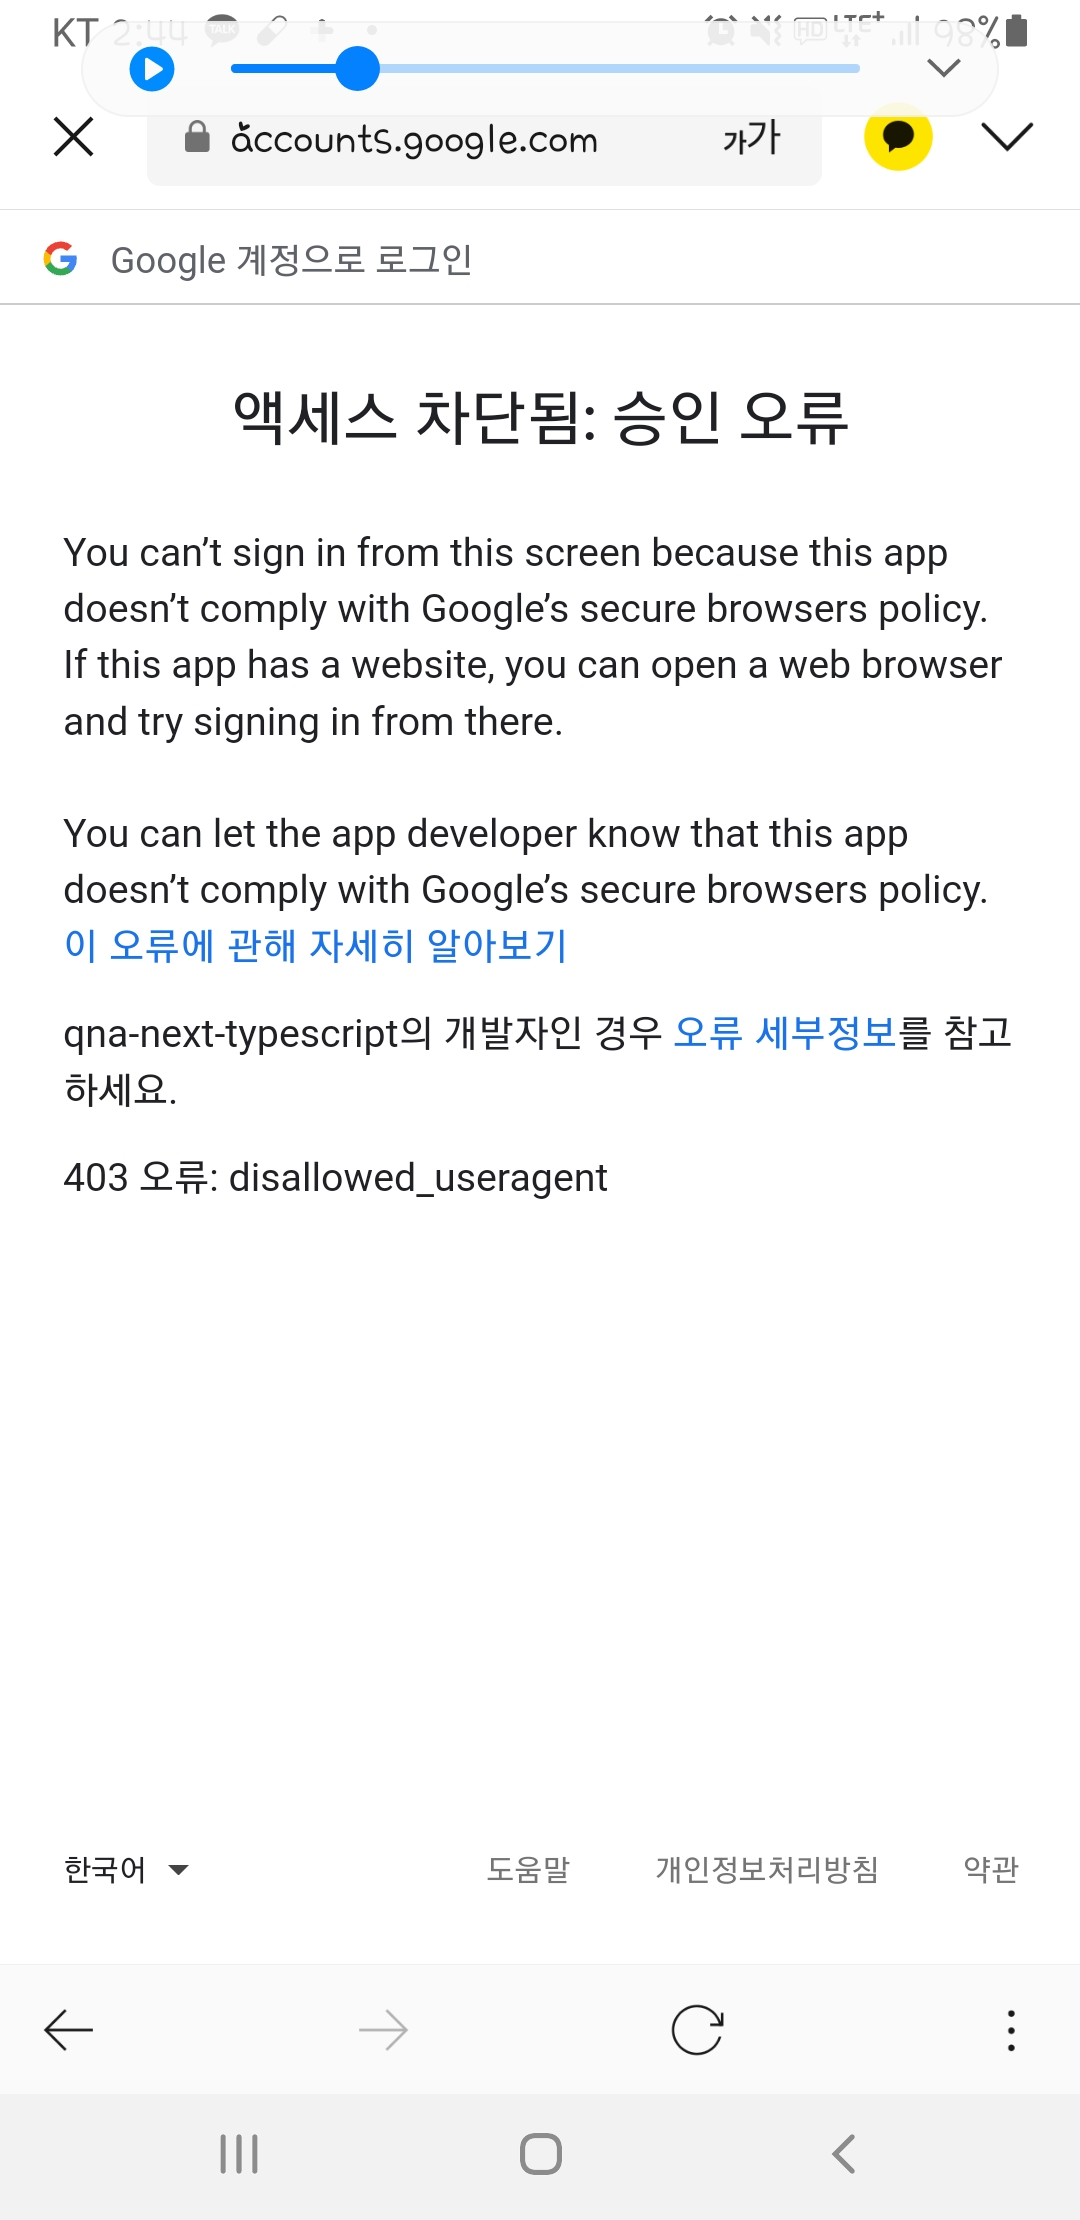 KT 2:44 TALK HD LTE+ 98%
accounts.google.com 가가
Google 계정으로 로그인
액세스 차단됨: 승인 오류
You can’t sign in from this screen because this app
doesn’t comply with Google’s secure browsers policy.
If this app has a website, you can open a web browser
and try signing in from there.
You can let the app developer know that this app
doesn’t comply with Google’s secure browsers policy.
이 오류에 관해 자세히 알아보기
qna-next-typescript의 개발자인 경우 오류 세부정보를 참고
하세요.
403 오류: disallowed_useragent
한국어 도움말 개인정보처리방침 약관